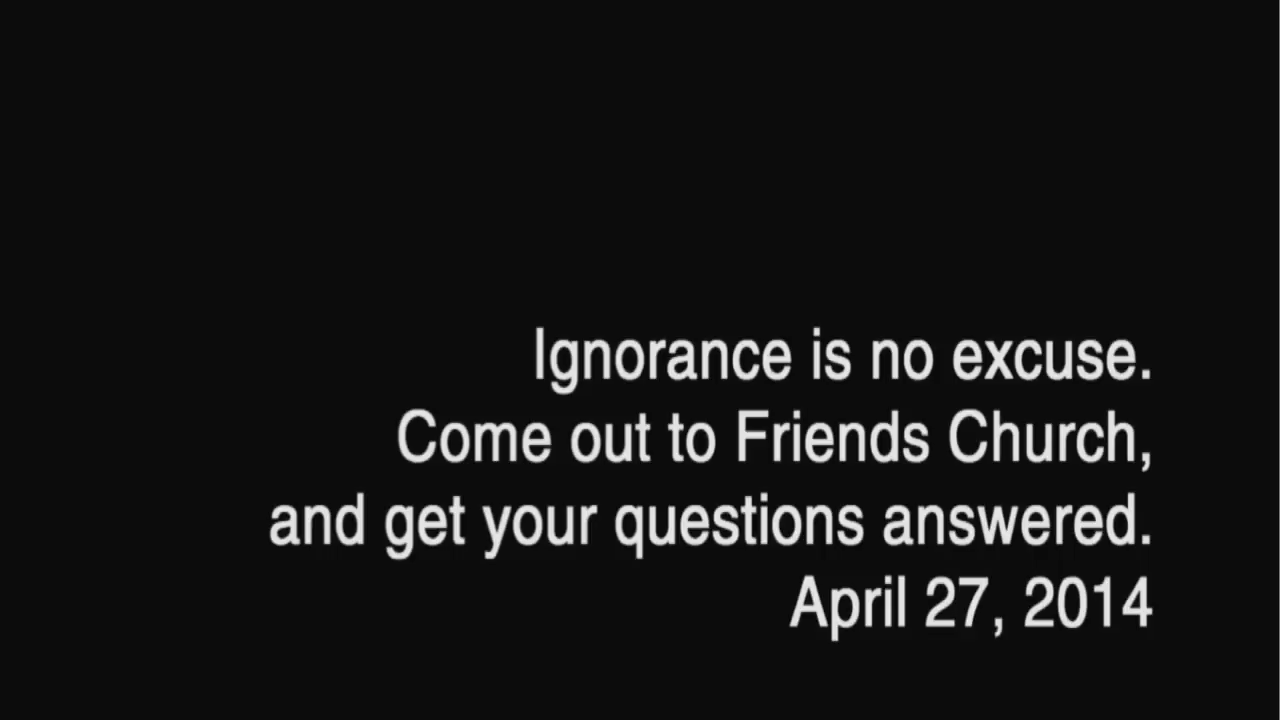 Ignorance is no excuse.
Come out to Friends Church,
and get your questions answered.
April 27, 2014